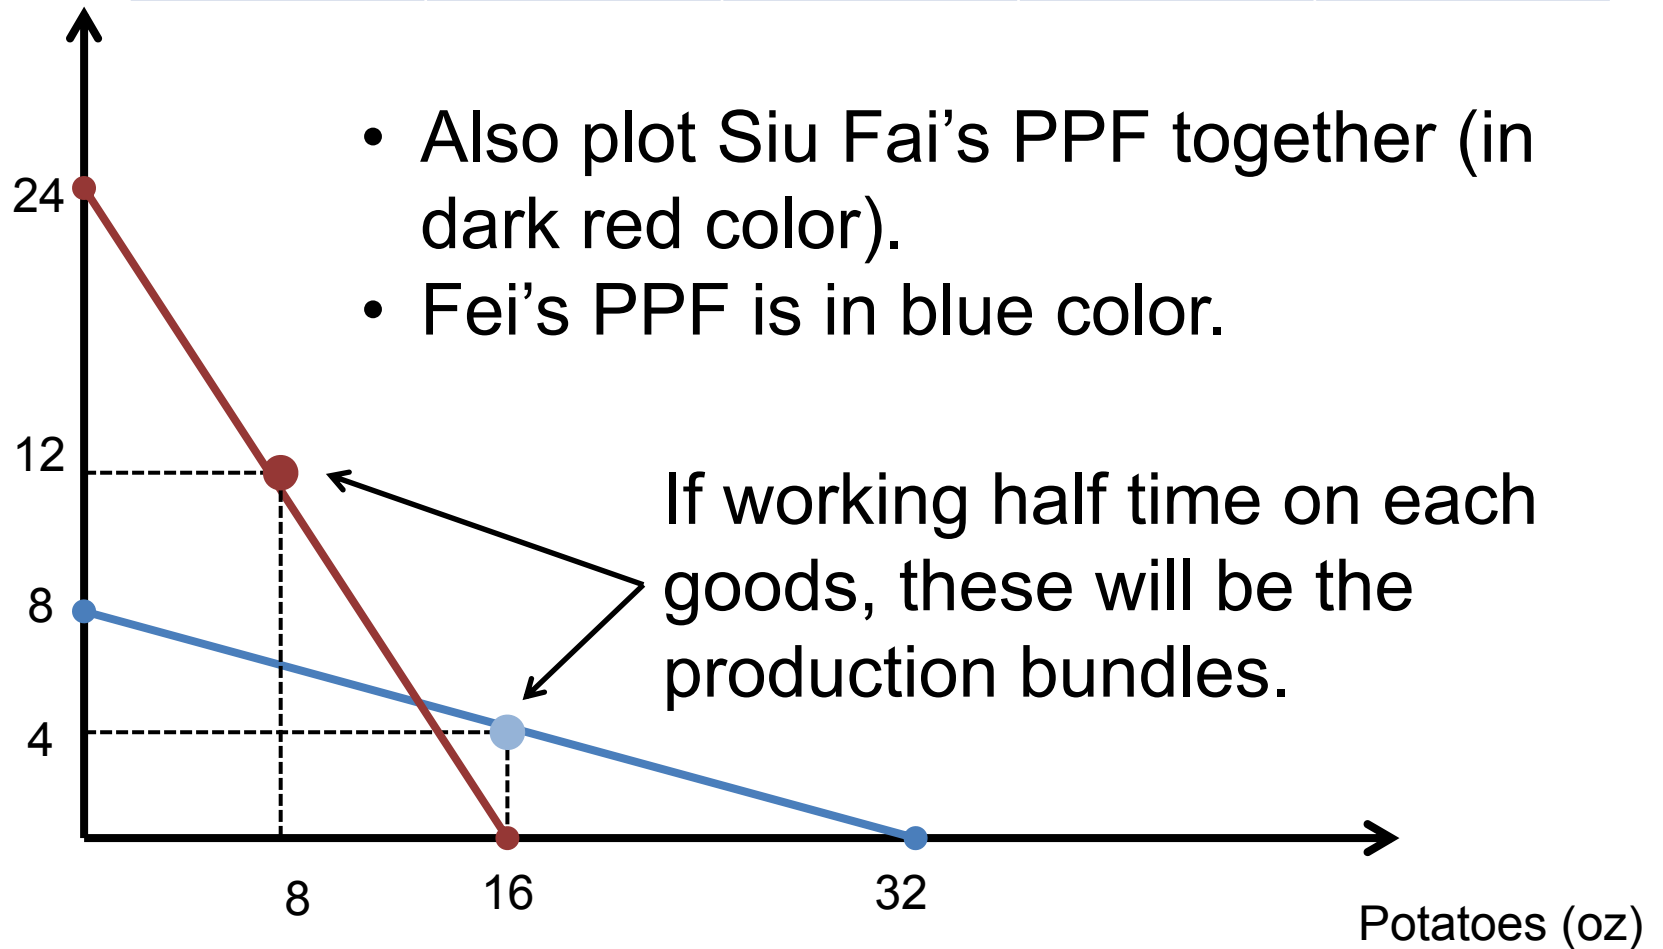 • Also plot Siu Fai’s PPF together (in
dark red color).
• Fei’s PPF is in blue color.
24
12
If working half time on each
goods, these will be the
production bundles.
8
4
8
16
32
Potatoes (oz)